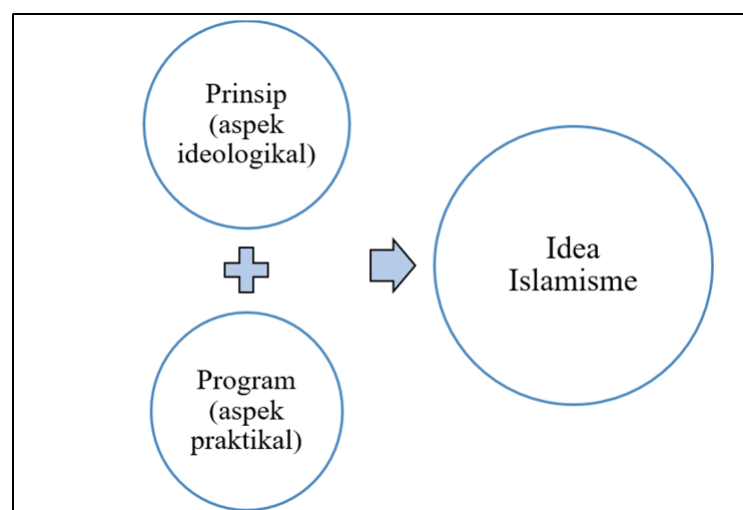 Prinsip
(aspek
ideologikal)
Program
(aspek
praktikal)
Idea
Islamisme